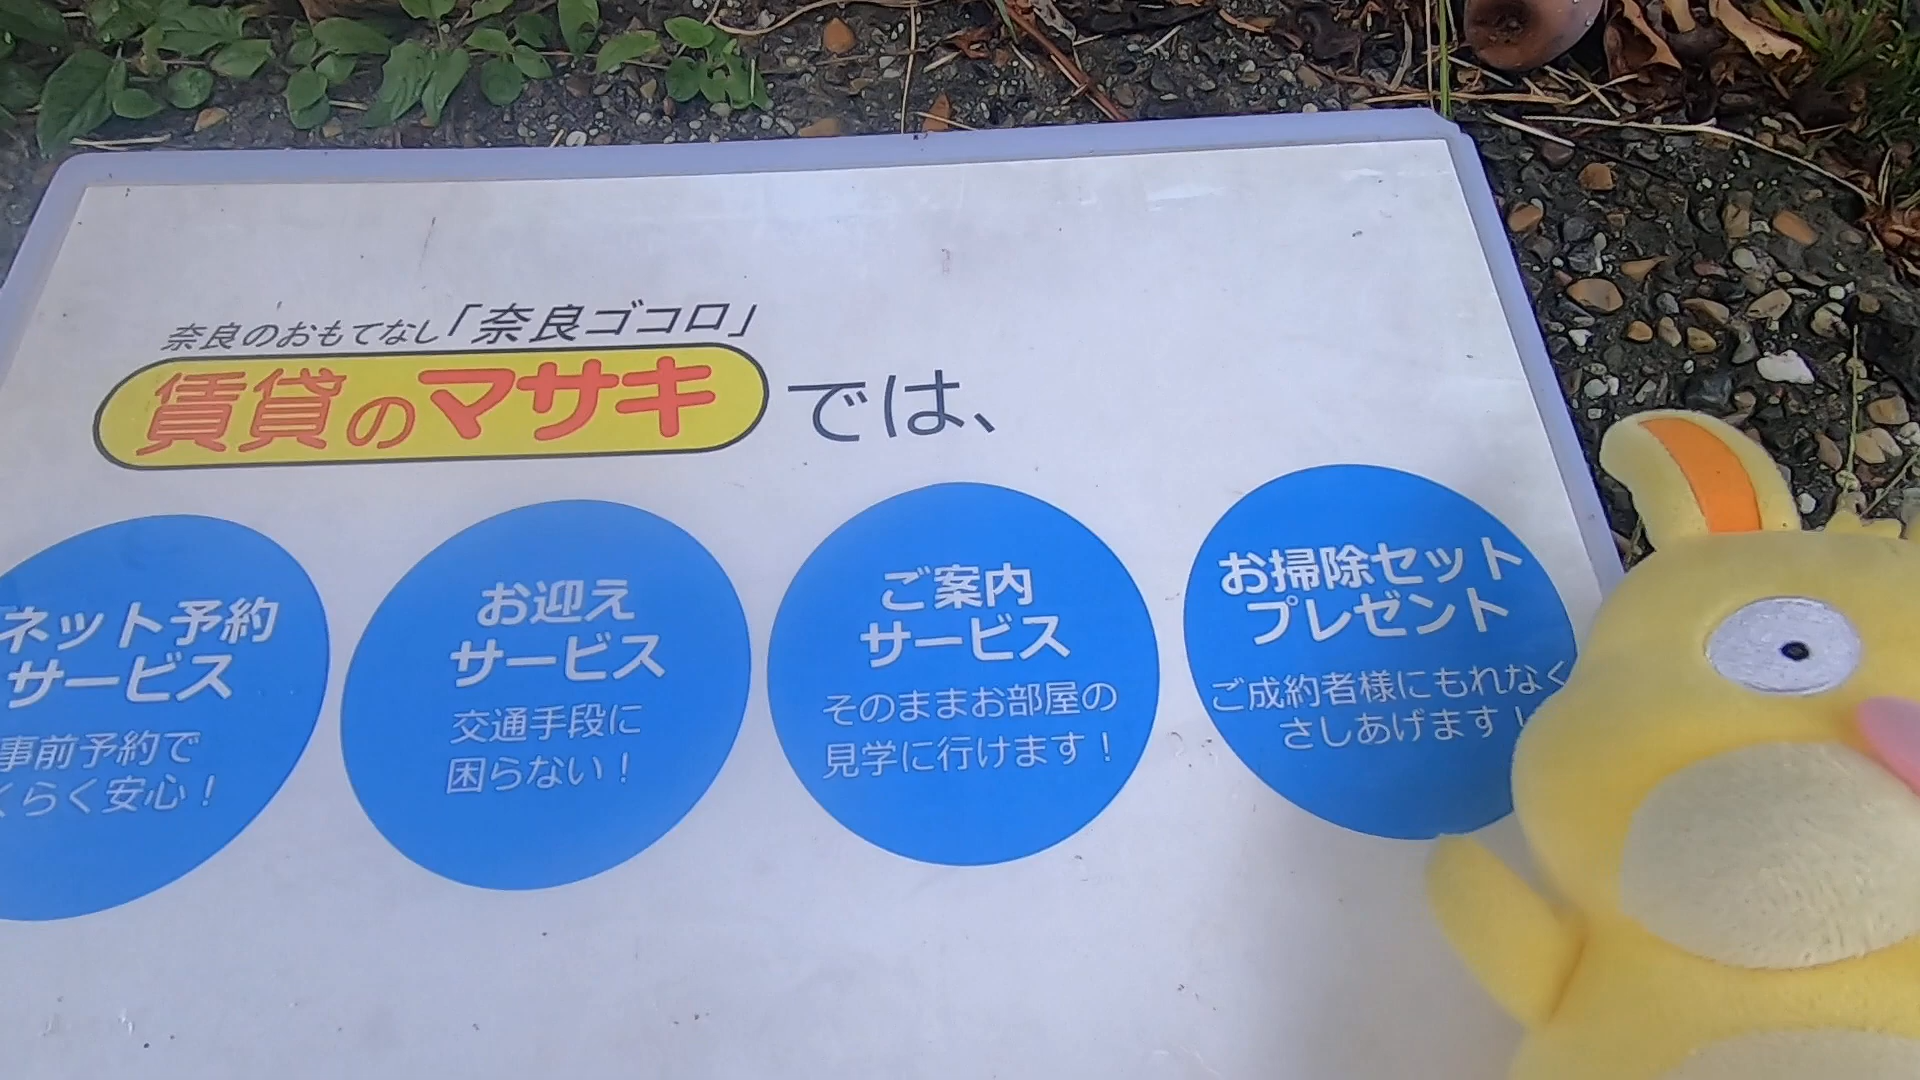 奈良のおもてなし「奈良ゴコロ」
賃貸のマサキでは、
ネット予約
サービス
事前予約で
らく安心！
お迎え
サービス
交通手段に
困らない！
ご案内
サービス
そのままお部屋の
見学に行けます！
お掃除セット
プレゼント
ご成約者様にもれなく
さしあげます！